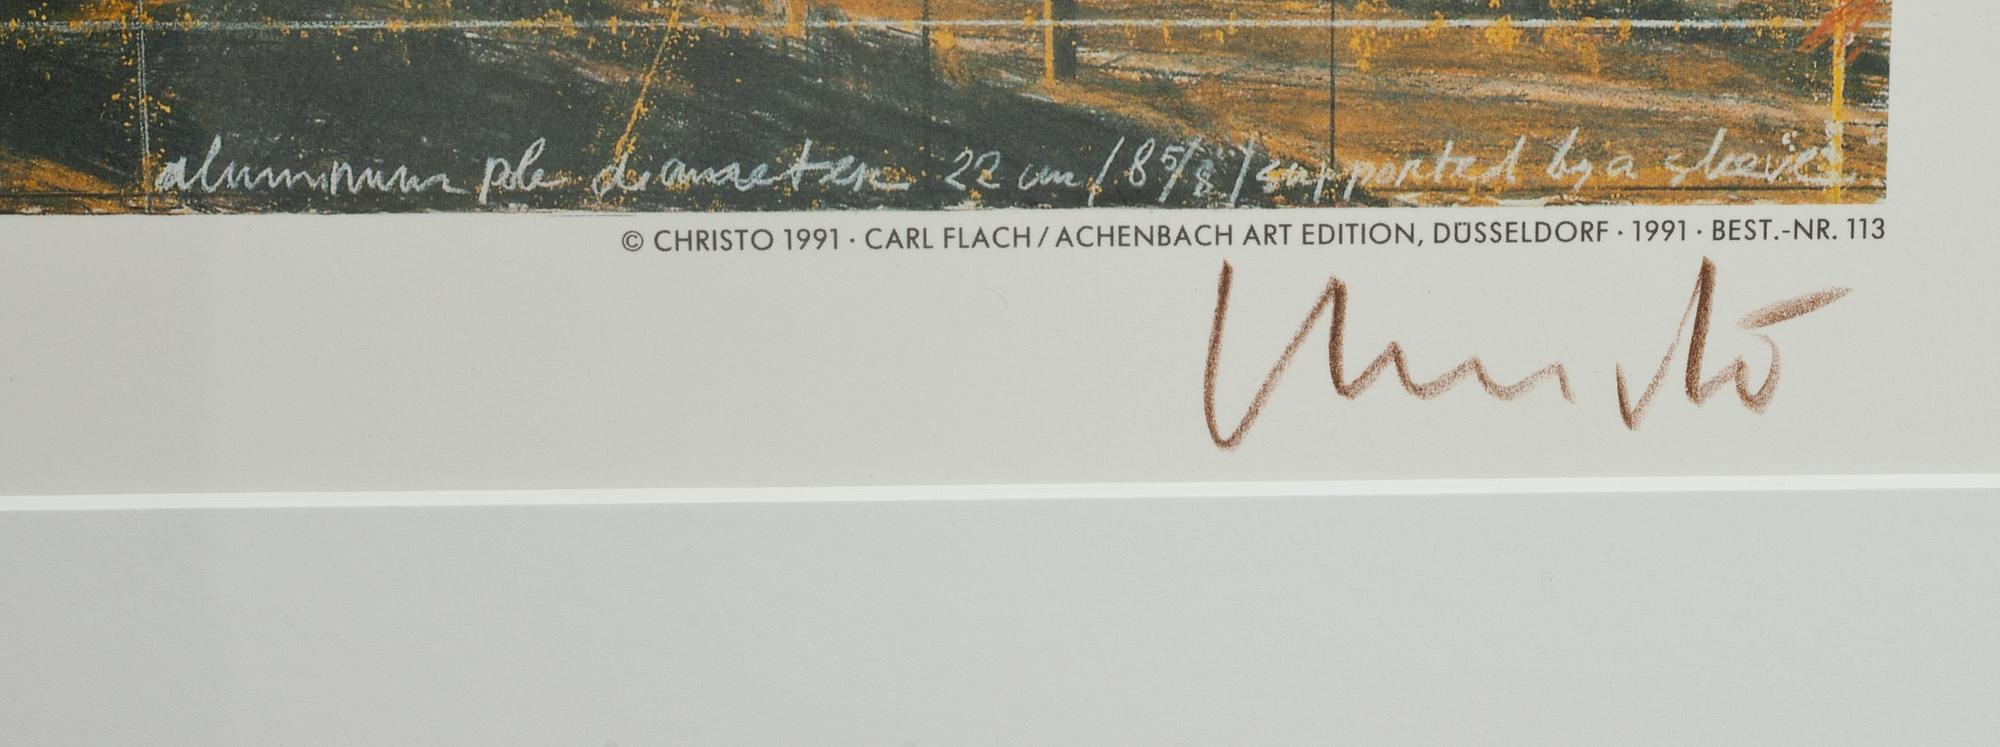 aluminum pole diameter 22 cm / 8 5/8 / supported by a sleeve
© CHRISTO 1991 · CARL FLACH / ACHENBACH ART EDITION, DÜSSELDORF · 1991 · BEST.-NR. 113
Christo